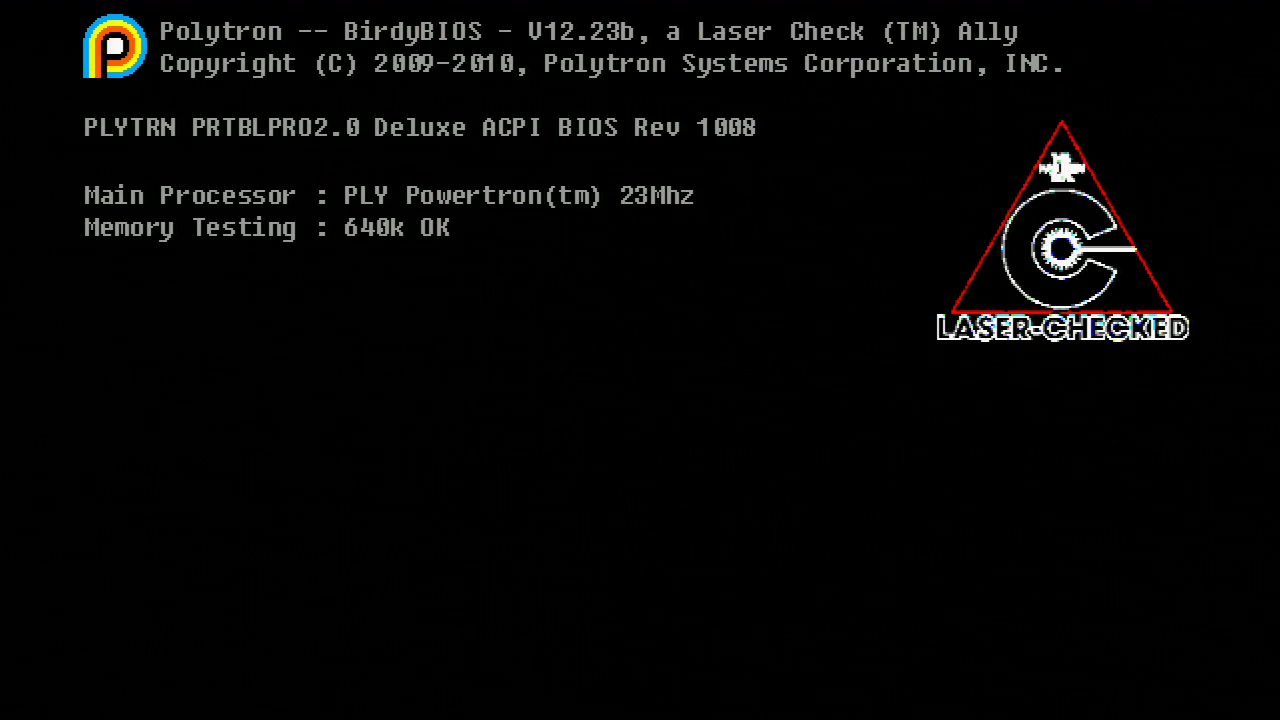 Polytron -- BirdyBIOS - V12.23b, a Laser Check (TM) Ally
Copyright (C) 2009-2010, Polytron Systems Corporation, INC.
PLYTRN PRTBLPRO2.0 Deluxe ACPI BIOS Rev 1008
Main Processor : PLY Powertron(tm) 23Mhz
Memory Testing : 640k OK
LASER-CHECKED